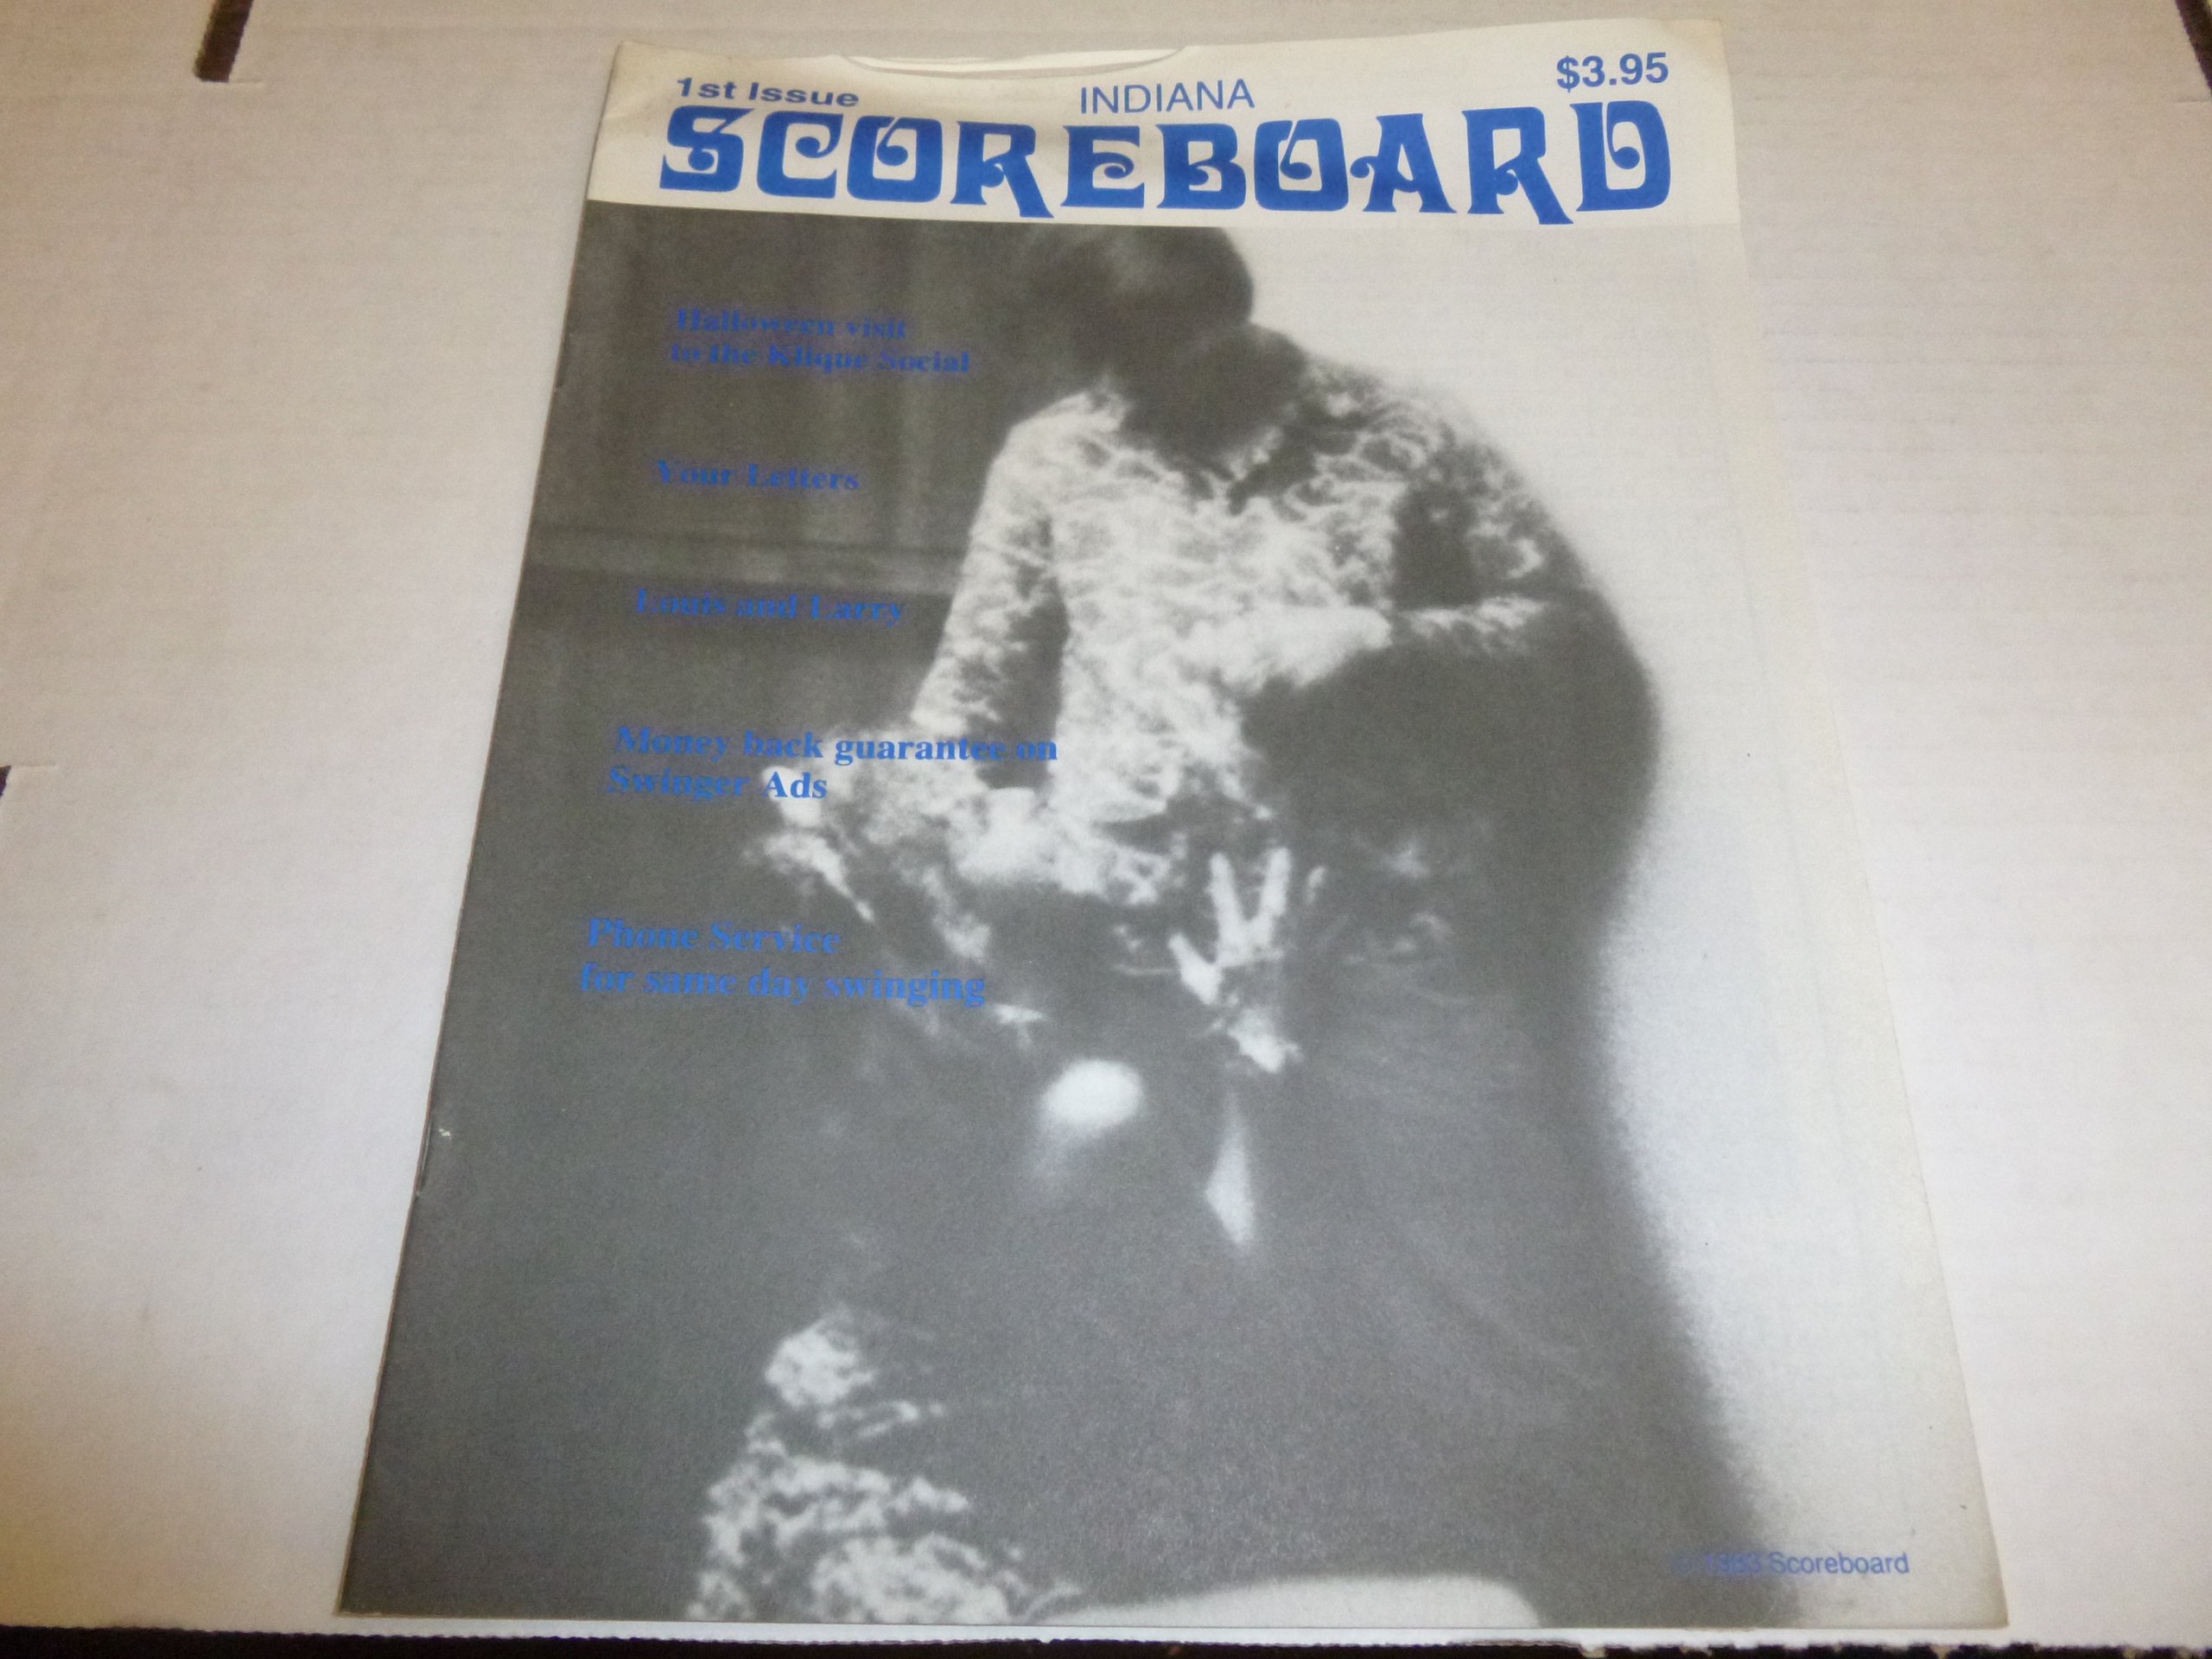 1st Issue
INDIANA
$3.95
SCOREBOARD
Halloween visit
to the Klique Social
Your Letters
Louis and Larry
Money back guarantee on
Swinger Ads
Phone Service
for same day swinging
© 1983 Scoreboard